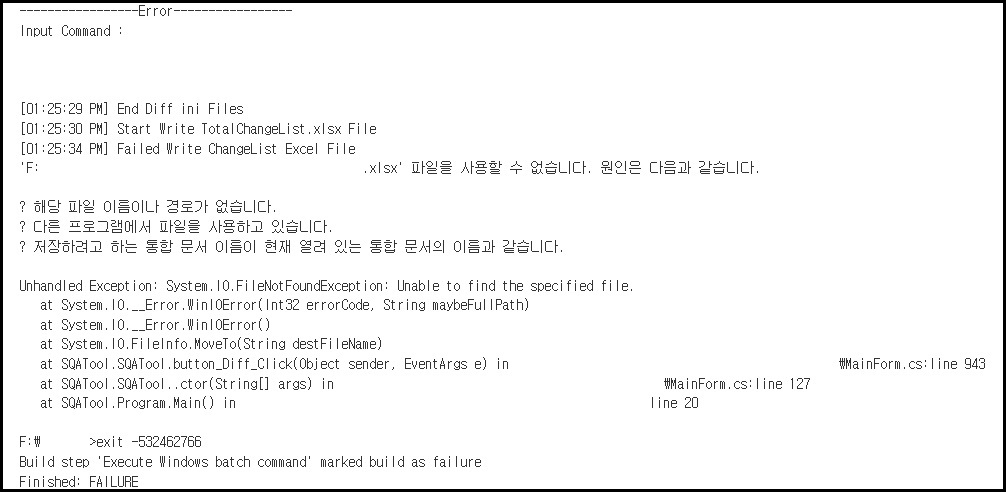 -----------------Error-----------------
Input Command :
[01:25:29 PM] End Diff ini Files
[01:25:30 PM] Start Write TotalChangeList.xlsx File
[01:25:34 PM] Failed Write ChangeList Excel File
'F: .xlsx' 파일을 사용할 수 없습니다. 원인은 다음과 같습니다.
? 해당 파일 이름이나 경로가 없습니다.
? 다른 프로그램에서 파일을 사용하고 있습니다.
? 저장하려고 하는 통합 문서 이름이 현재 열려 있는 통합 문서의 이름과 같습니다.
Unhandled Exception: System.IO.FileNotFoundException: Unable to find the specified file.
at System.IO.__Error.WinIOError(Int32 errorCode, String maybeFullPath)
at System.IO.__Error.WinIOError()
at System.IO.FileInfo.MoveTo(String destFileName)
at SQATool.SQATool.button_Diff_Click(Object sender, EventArgs e) in ₩MainForm.cs:line 943
at SQATool.SQATool..ctor(String[] args) in ₩MainForm.cs:line 127
at SQATool.Program.Main() in line 20
F:₩ >exit -532462766
Build step 'Execute Windows batch command' marked build as failure
Finished: FAILURE